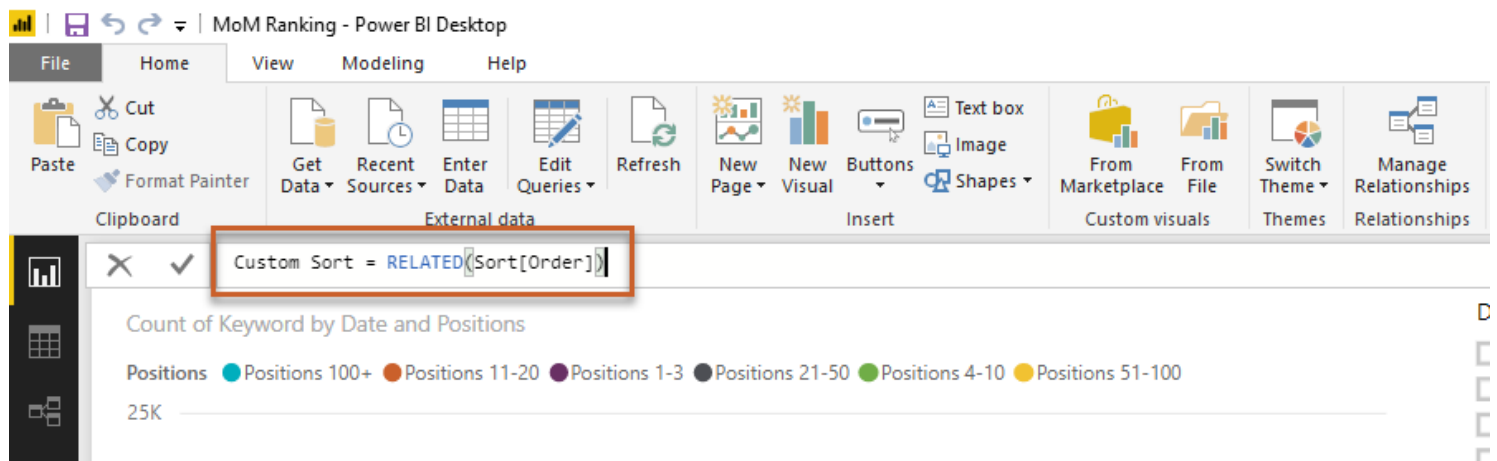 MoM Ranking - Power BI Desktop
File Home View Modeling Help
Cut
Copy
Format Painter
Paste
Clipboard
Get Data
Recent Sources
Enter Data
Edit Queries
Refresh
External data
New Page
New Visual
Buttons
Text box
Image
Shapes
Insert
From Marketplace
From File
Custom visuals
Switch Theme
Themes
Manage Relationships
Relationships
Custom Sort = RELATED(Sort[Order])
Count of Keyword by Date and Positions
Positions Positions 100+ Positions 11-20 Positions 1-3 Positions 21-50 Positions 4-10 Positions 51-100
25K